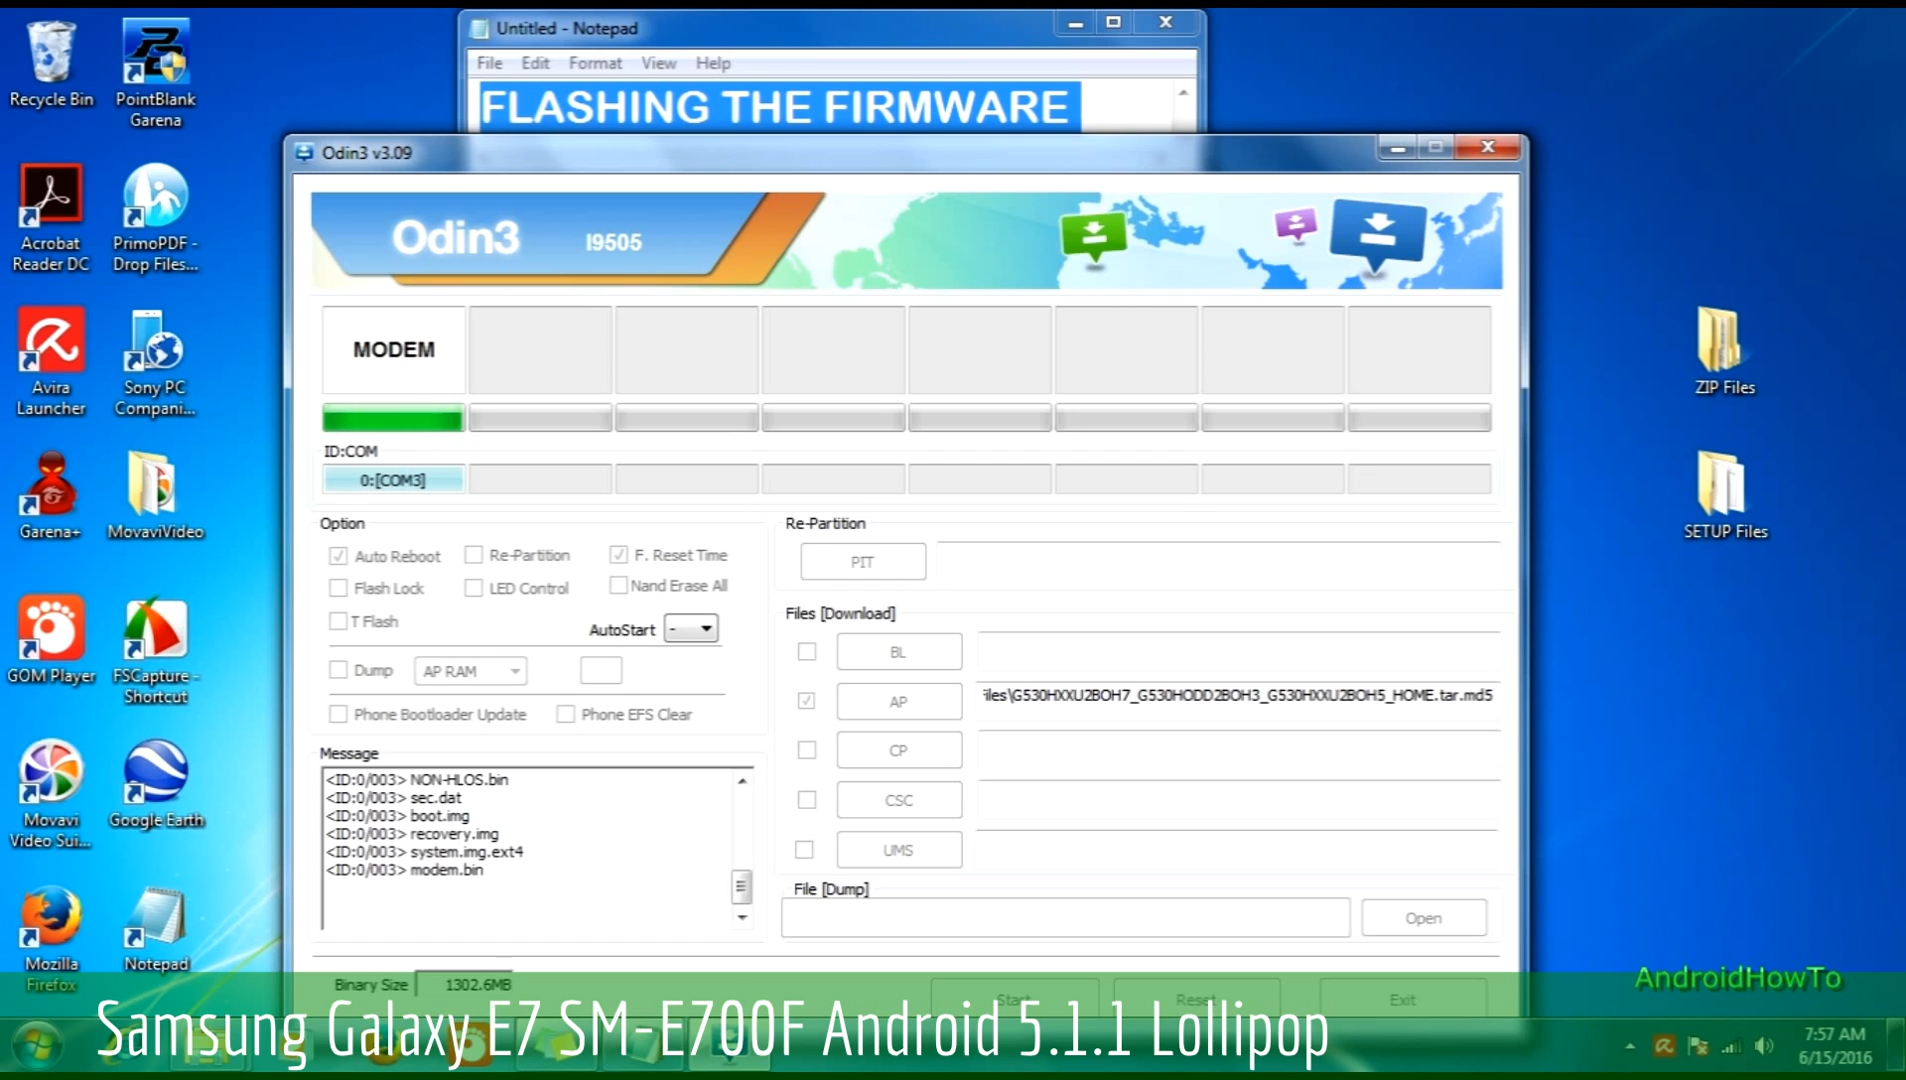 Untitled - Notepad
File Edit Format View Help
FLASHING THE FIRMWARE
Recycle Bin
PointBlank Garena
Acrobat Reader DC
PrimoPDF - Drop Files...
Avira Launcher
Sony PC Compani...
Garena+
MovaviVideo
GOM Player
FSCapture - Shortcut
Movavi Video Sui...
Google Earth
Mozilla Firefox
Notepad
ZIP Files
SETUP Files
Odin3 v3.09
Odin3 I9505
MODEM
ID:COM
0:[COM3]
Option
Auto Reboot Re-Partition F. Reset Time
Flash Lock LED Control Nand Erase All
T Flash
AutoStart -
Dump AP RAM
Phone Bootloader Update Phone EFS Clear
Message
<ID:0/003> NON-HLOS.bin
<ID:0/003> sec.dat
<ID:0/003> boot.img
<ID:0/003> recovery.img
<ID:0/003> system.img.ext4
<ID:0/003> modem.bin
Re-Partition
PIT
Files [Download]
BL
AP iles\G530HXXU2BOH7_G530HODD2BOH3_G530HXXU2BOH5_HOME.tar.md5
CP
CSC
UMS
File [Dump]
Open
Binary Size 1302.6MB
Start Reset Exit
AndroidHowTo
Samsung Galaxy E7 SM-E700F Android 5.1.1 Lollipop
7:57 AM
6/15/2016